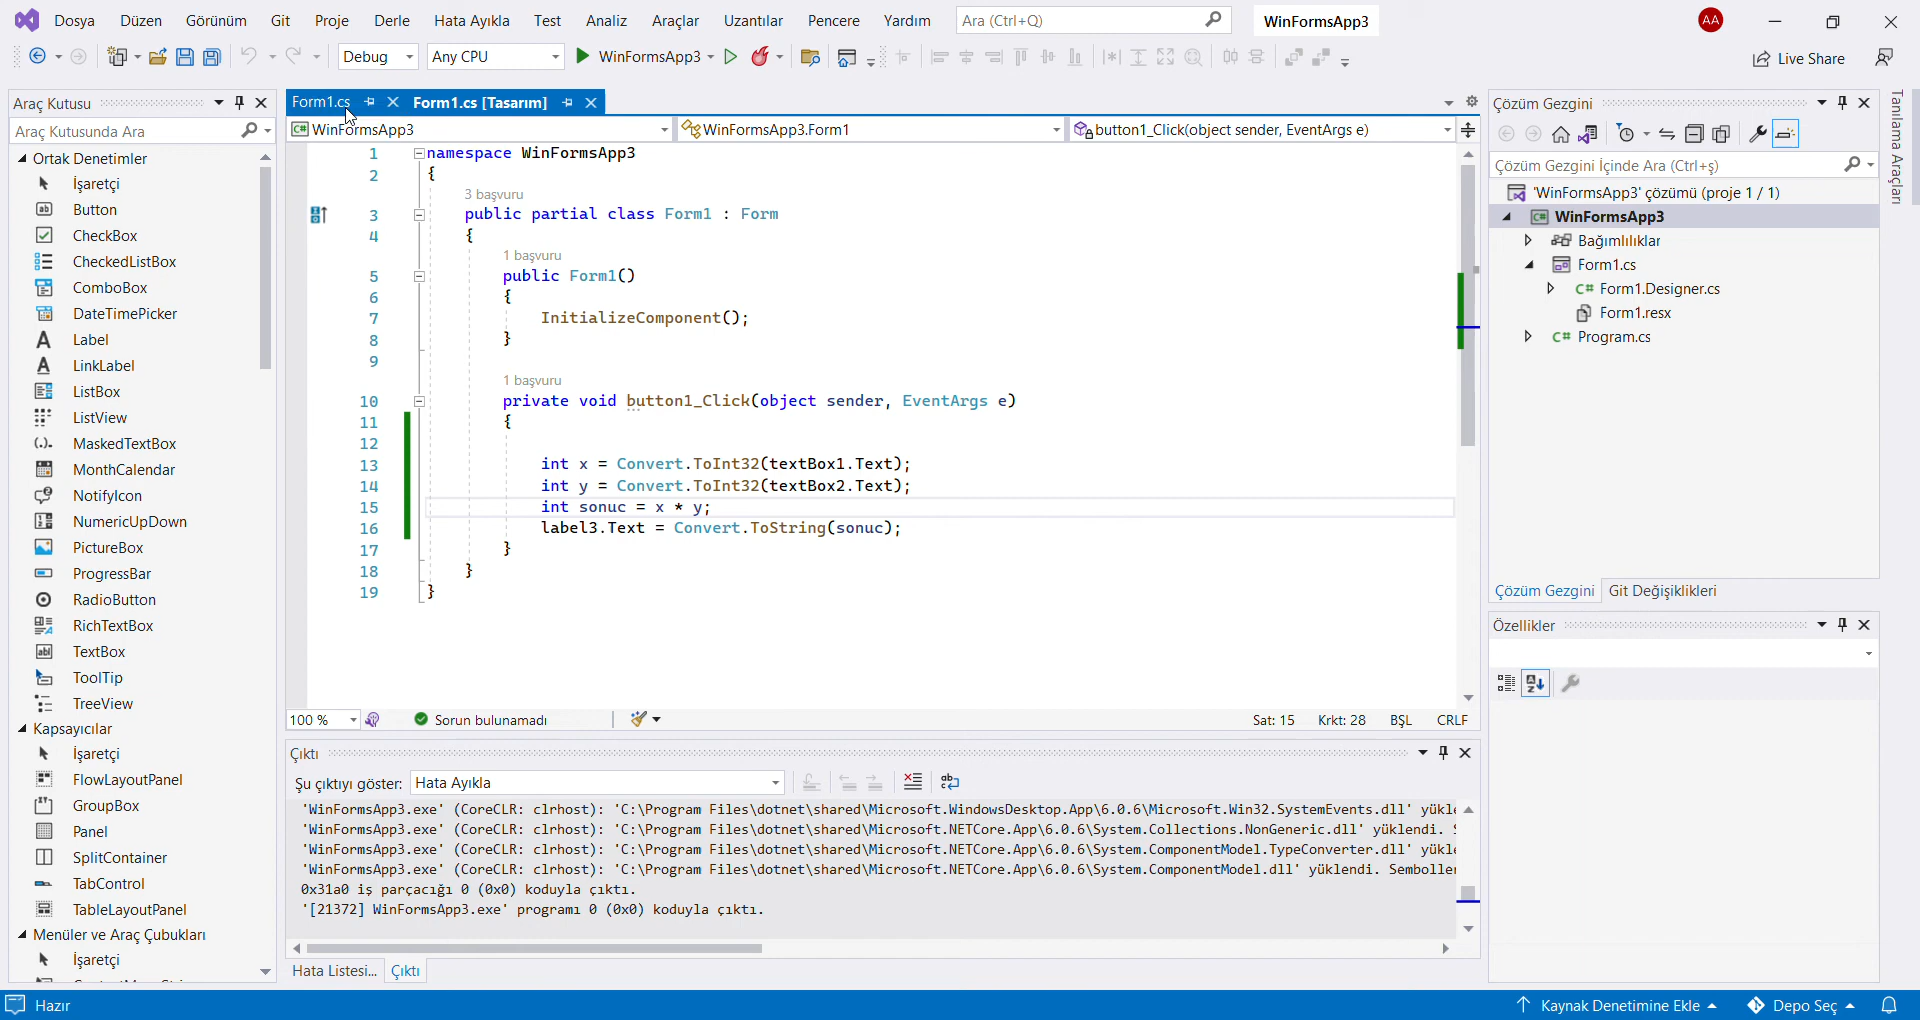 Dosya Düzen Görünüm Git Proje Derle Hata Ayıkla Test Analiz Araçlar Uzantılar Pencere Yardım Ara (Ctrl+Q) WinFormsApp3 AA
Debug Any CPU WinFormsApp3 Live Share
Araç Kutusu
Araç Kutusunda Ara
Ortak Denetimler
İşaretçi
Button
CheckBox
CheckedListBox
ComboBox
DateTimePicker
Label
LinkLabel
ListBox
ListView
MaskedTextBox
MonthCalendar
NotifyIcon
NumericUpDown
PictureBox
ProgressBar
RadioButton
RichTextBox
TextBox
ToolTip
TreeView
Kapsayıcılar
İşaretçi
FlowLayoutPanel
GroupBox
Panel
SplitContainer
TabControl
TableLayoutPanel
Menüler ve Araç Çubukları
İşaretçi
Form1.cs Form1.cs [Tasarım]
WinFormsApp3 WinFormsApp3.Form1 button1_Click(object sender, EventArgs e)
1 namespace WinFormsApp3
2 {
3 başvuru
3 public partial class Form1 : Form
4 {
1 başvuru
5 public Form1()
6 {
7 InitializeComponent();
8 }
9
1 başvuru
10 private void button1_Click(object sender, EventArgs e)
11 {
12
13 int x = Convert.ToInt32(textBox1.Text);
14 int y = Convert.ToInt32(textBox2.Text);
15 int sonuc = x * y;
16 label3.Text = Convert.ToString(sonuc);
17 }
18 }
19 }
100 % Sorun bulunamadı Sat: 15 Krkt: 28 BŞL CRLF
Çıktı
Şu çıktıyı göster: Hata Ayıkla
'WinFormsApp3.exe' (CoreCLR: clrhost): 'C:\Program Files\dotnet\shared\Microsoft.WindowsDesktop.App\6.0.6\Microsoft.Win32.SystemEvents.dll' yükle
'WinFormsApp3.exe' (CoreCLR: clrhost): 'C:\Program Files\dotnet\shared\Microsoft.NETCore.App\6.0.6\System.Collections.NonGeneric.dll' yüklendi. S
'WinFormsApp3.exe' (CoreCLR: clrhost): 'C:\Program Files\dotnet\shared\Microsoft.NETCore.App\6.0.6\System.ComponentModel.TypeConverter.dll' yükle
'WinFormsApp3.exe' (CoreCLR: clrhost): 'C:\Program Files\dotnet\shared\Microsoft.NETCore.App\6.0.6\System.ComponentModel.dll' yüklendi. Semboller
0x31a0 iş parçacığı 0 (0x0) koduyla çıktı.
'[21372] WinFormsApp3.exe' programı 0 (0x0) koduyla çıktı.
Hata Listesi... Çıktı
Çözüm Gezgini
Çözüm Gezgini İçinde Ara (Ctrl+ş)
'WinFormsApp3' çözümü (proje 1 / 1)
WinFormsApp3
Bağımlılıklar
Form1.cs
Form1.Designer.cs
Form1.resx
Program.cs
Çözüm Gezgini Git Değişiklikleri
Özellikler
Tanılama Araçları
Hazır Kaynak Denetimine Ekle Depo Seç